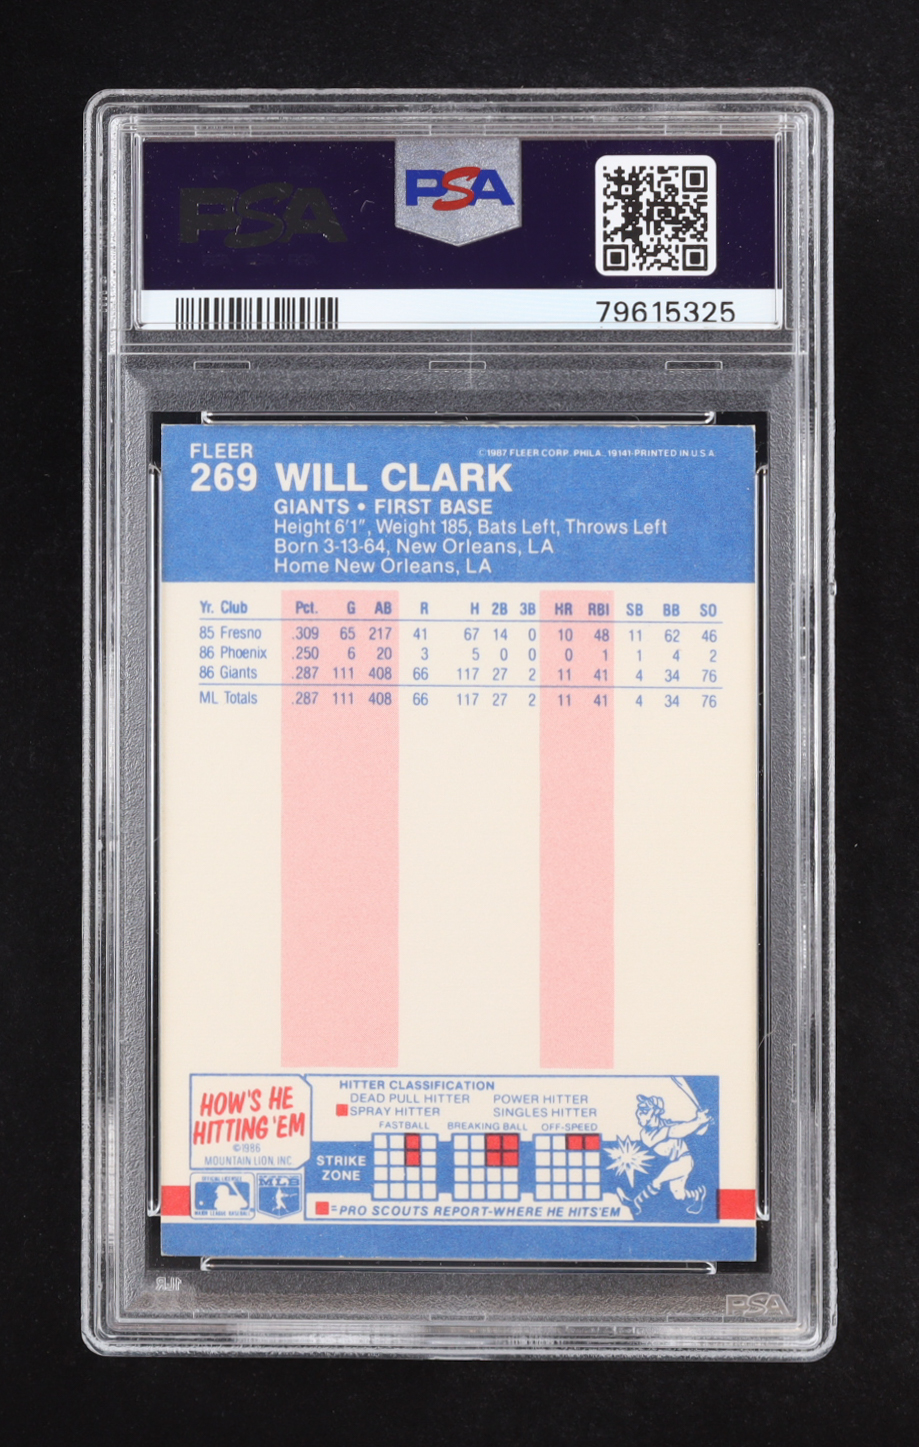 PSA
PSA
79615325
FLEER
©1987 FLEER CORP. PHILA. 19141-PRINTED IN U.S.A.
269 WILL CLARK
GIANTS • FIRST BASE
Height 6'1", Weight 185, Bats Left, Throws Left
Born 3-13-64, New Orleans, LA
Home New Orleans, LA
Yr. Club Pct. G AB R H 2B 3B HR RBI SB BB SO
85 Fresno .309 65 217 41 67 14 0 10 48 11 62 46
86 Phoenix .250 6 20 3 5 0 0 0 1 1 4 2
86 Giants .287 111 408 66 117 27 2 11 41 4 34 76
ML Totals .287 111 408 66 117 27 2 11 41 4 34 76
HOW'S HE
HITTING 'EM
©1986
MOUNTAIN LION, INC
HITTER CLASSIFICATION
DEAD PULL HITTER POWER HITTER
SPRAY HITTER SINGLES HITTER
FASTBALL BREAKING BALL OFF-SPEED
STRIKE
ZONE
=PRO SCOUTS REPORT-WHERE HE HITS 'EM
OFFICIAL LICENSEE
MAJOR LEAGUE BASEBALL
MLB
PSA